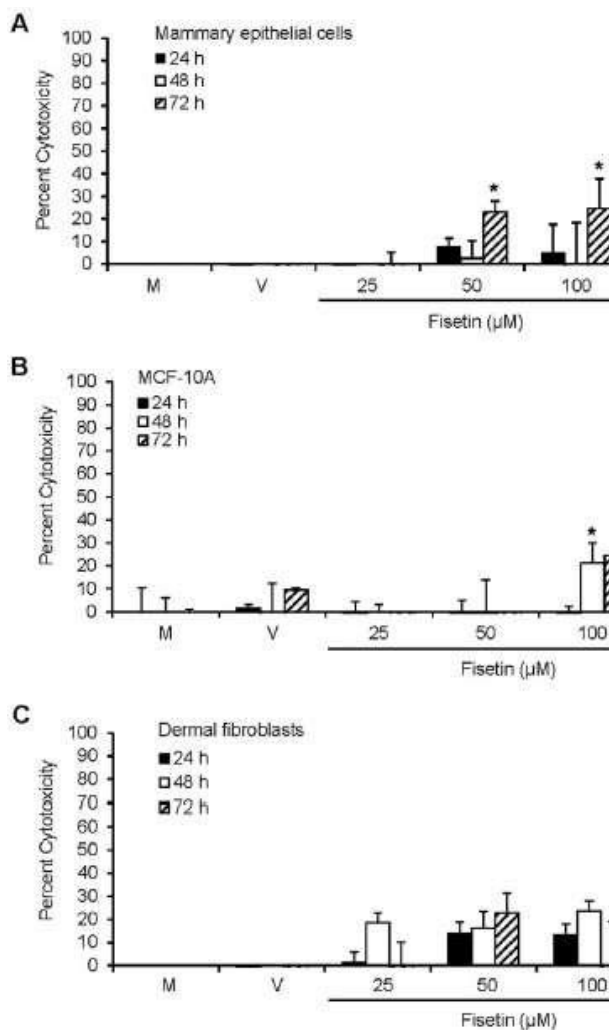 A
Mammary epithelial cells
24 h
48 h
72 h
Percent Cytotoxicity
100
90
80
70
60
50
40
30
20
10
0
*
*
M V 25 50 100
Fisetin (µM)
B
MCF-10A
24 h
48 h
72 h
Percent Cytotoxicity
100
90
80
70
60
50
40
30
20
10
0
*
M V 25 50 100
Fisetin (µM)
C
Dermal fibroblasts
24 h
48 h
72 h
Percent Cytotoxicity
100
90
80
70
60
50
40
30
20
10
0
M V 25 50 100
Fisetin (µM)